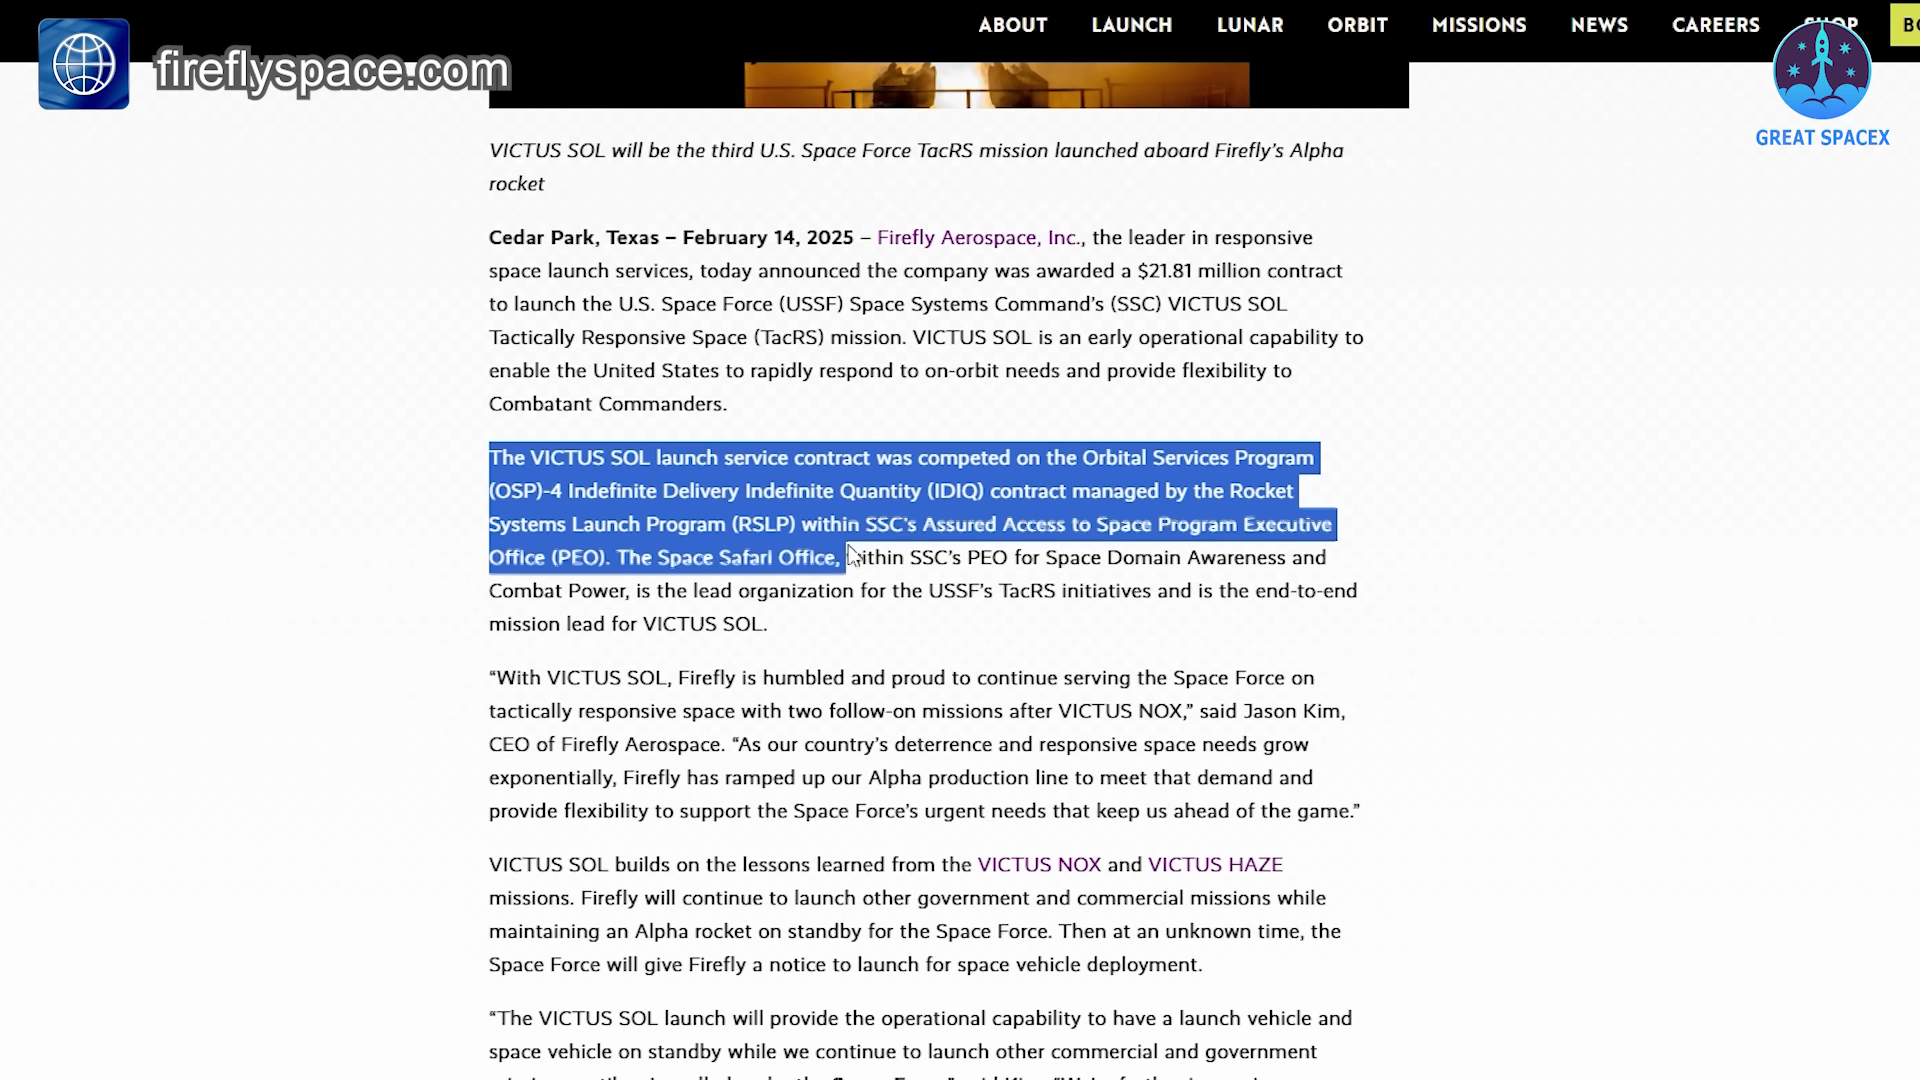 ABOUT LAUNCH LUNAR ORBIT MISSIONS NEWS CAREERS SHOP
fireflyspace.com
GREAT SPACEX
VICTUS SOL will be the third U.S. Space Force TacRS mission launched aboard Firefly’s Alpha
rocket
Cedar Park, Texas – February 14, 2025 – Firefly Aerospace, Inc., the leader in responsive
space launch services, today announced the company was awarded a $21.81 million contract
to launch the U.S. Space Force (USSF) Space Systems Command’s (SSC) VICTUS SOL
Tactically Responsive Space (TacRS) mission. VICTUS SOL is an early operational capability to
enable the United States to rapidly respond to on-orbit needs and provide flexibility to
Combatant Commanders.
The VICTUS SOL launch service contract was competed on the Orbital Services Program
(OSP)-4 Indefinite Delivery Indefinite Quantity (IDIQ) contract managed by the Rocket
Systems Launch Program (RSLP) within SSC’s Assured Access to Space Program Executive
Office (PEO). The Space Safari Office, within SSC’s PEO for Space Domain Awareness and
Combat Power, is the lead organization for the USSF’s TacRS initiatives and is the end-to-end
mission lead for VICTUS SOL.
“With VICTUS SOL, Firefly is humbled and proud to continue serving the Space Force on
tactically responsive space with two follow-on missions after VICTUS NOX,” said Jason Kim,
CEO of Firefly Aerospace. “As our country’s deterrence and responsive space needs grow
exponentially, Firefly has ramped up our Alpha production line to meet that demand and
provide flexibility to support the Space Force’s urgent needs that keep us ahead of the game.”
VICTUS SOL builds on the lessons learned from the VICTUS NOX and VICTUS HAZE
missions. Firefly will continue to launch other government and commercial missions while
maintaining an Alpha rocket on standby for the Space Force. Then at an unknown time, the
Space Force will give Firefly a notice to launch for space vehicle deployment.
“The VICTUS SOL launch will provide the operational capability to have a launch vehicle and
space vehicle on standby while we continue to launch other commercial and government